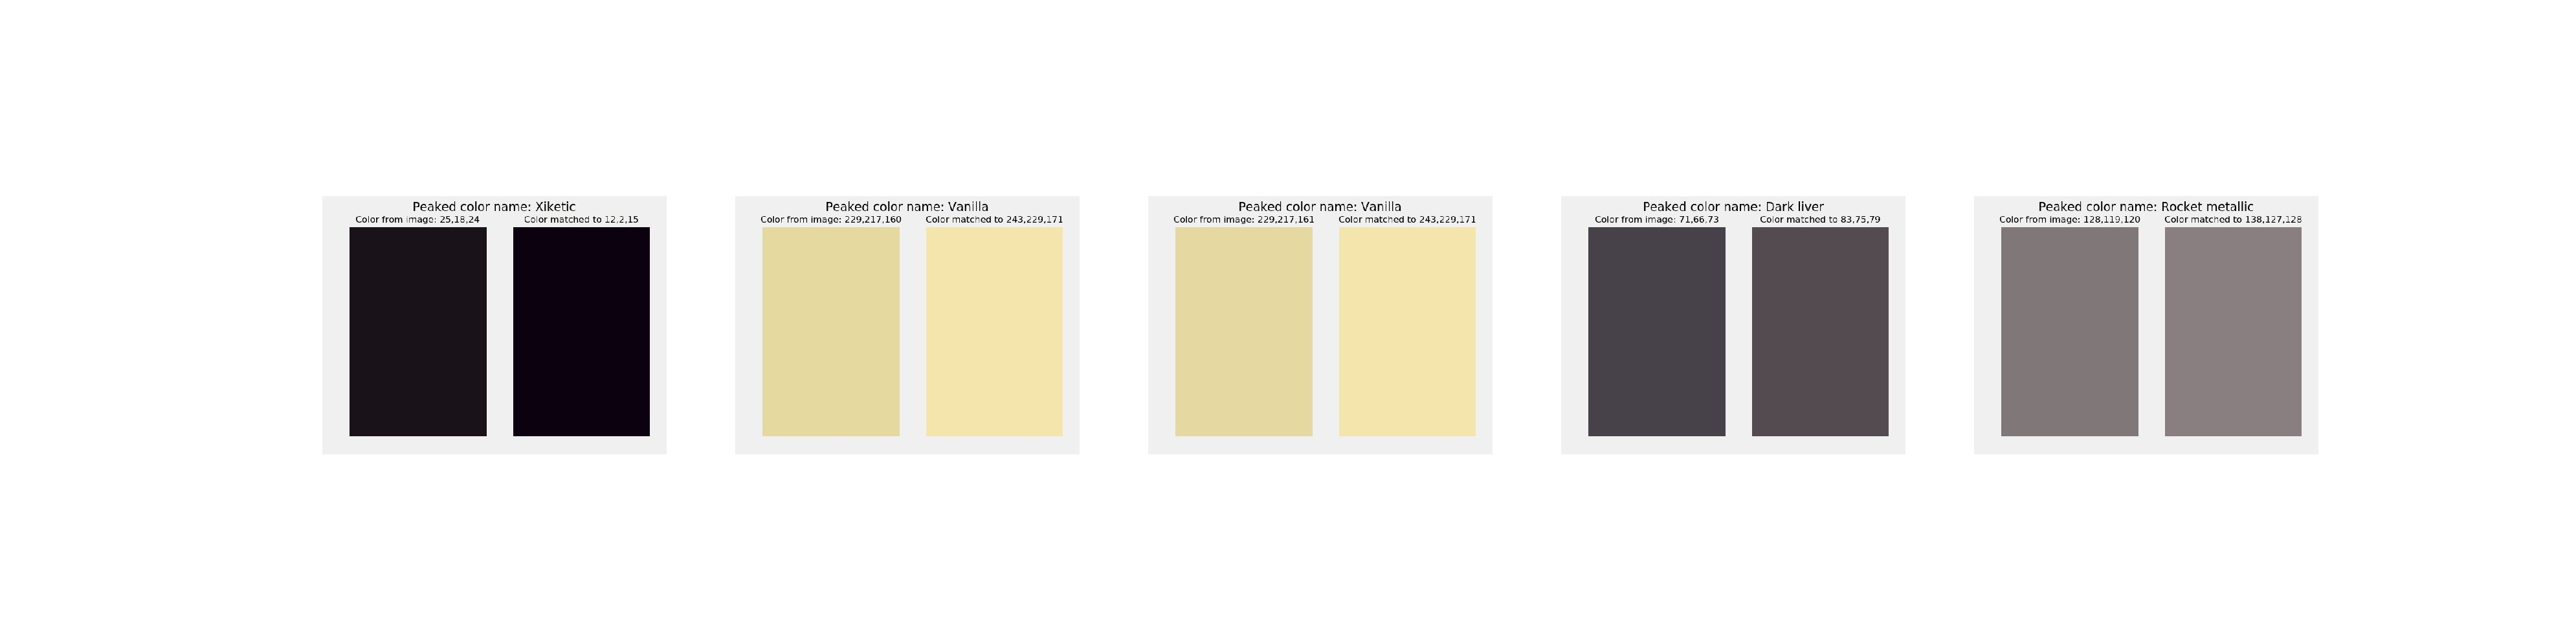 Peaked color name: Xiketic
Color from image: 25,18,24 Color matched to 12,2,15
Peaked color name: Vanilla
Color from image: 229,217,160 Color matched to 243,229,171
Peaked color name: Vanilla
Color from image: 229,217,161 Color matched to 243,229,171
Peaked color name: Dark liver
Color from image: 71,66,73 Color matched to 83,75,79
Peaked color name: Rocket metallic
Color from image: 128,119,120 Color matched to 138,127,128